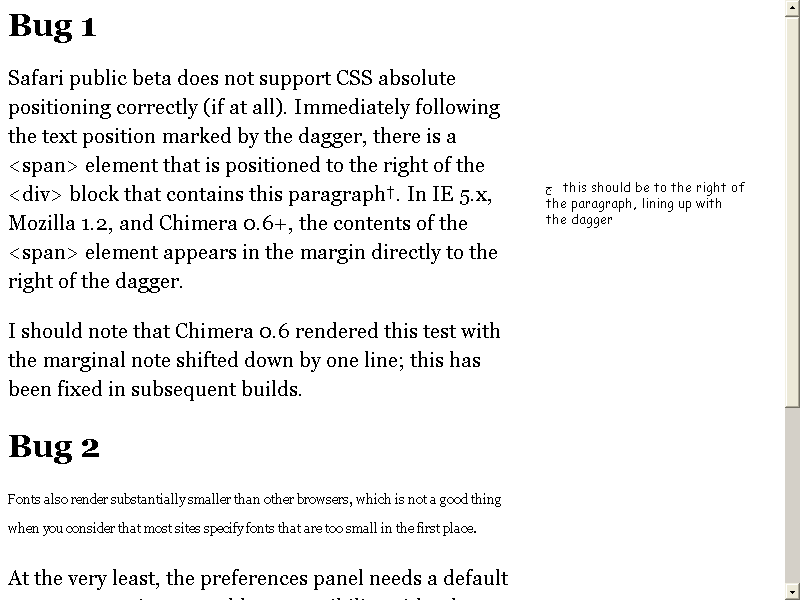 Bug 1
Safari public beta does not support CSS absolute
positioning correctly (if at all). Immediately following
the text position marked by the dagger, there is a
<span> element that is positioned to the right of the
<div> block that contains this paragraph†. In IE 5.x,
Mozilla 1.2, and Chimera 0.6+, the contents of the
<span> element appears in the margin directly to the
right of the dagger.
ج this should be to the right of
the paragraph, lining up with
the dagger
I should note that Chimera 0.6 rendered this test with
the marginal note shifted down by one line; this has
been fixed in subsequent builds.
Bug 2
Fonts also render substantially smaller than other browsers, which is not a good thing
when you consider that most sites specify fonts that are too small in the first place.
At the very least, the preferences panel needs a default